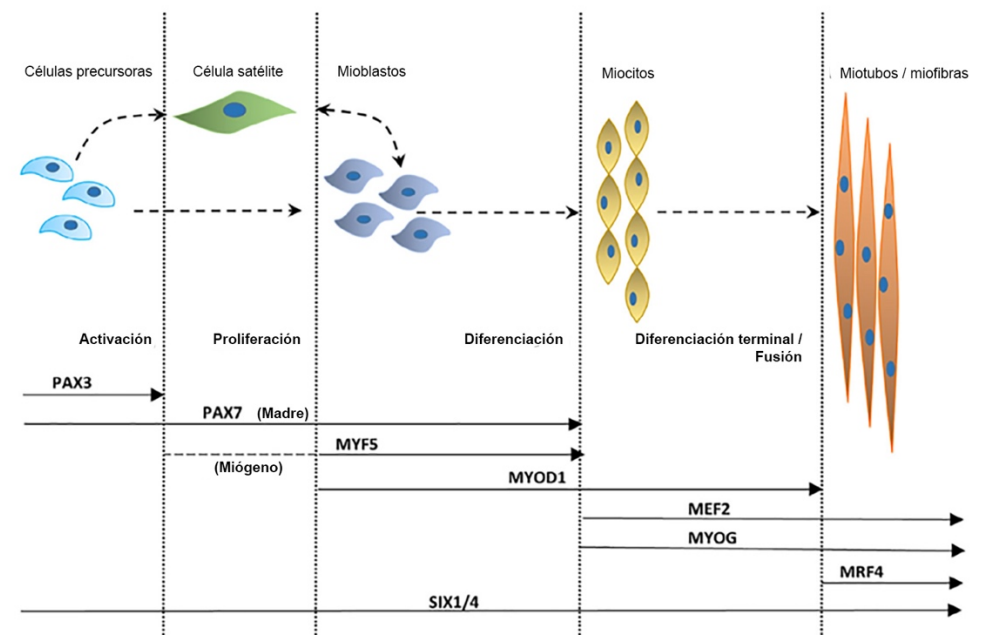 Células precursoras
Célula satélite
Mioblastos
Miocitos
Miotubos / miofibras
Activación
Proliferación
Diferenciación
Diferenciación terminal /
Fusión
PAX3
PAX7 (Madre)
MYF5
(Miógeno)
MYOD1
MEF2
MYOG
MRF4
SIX1/4